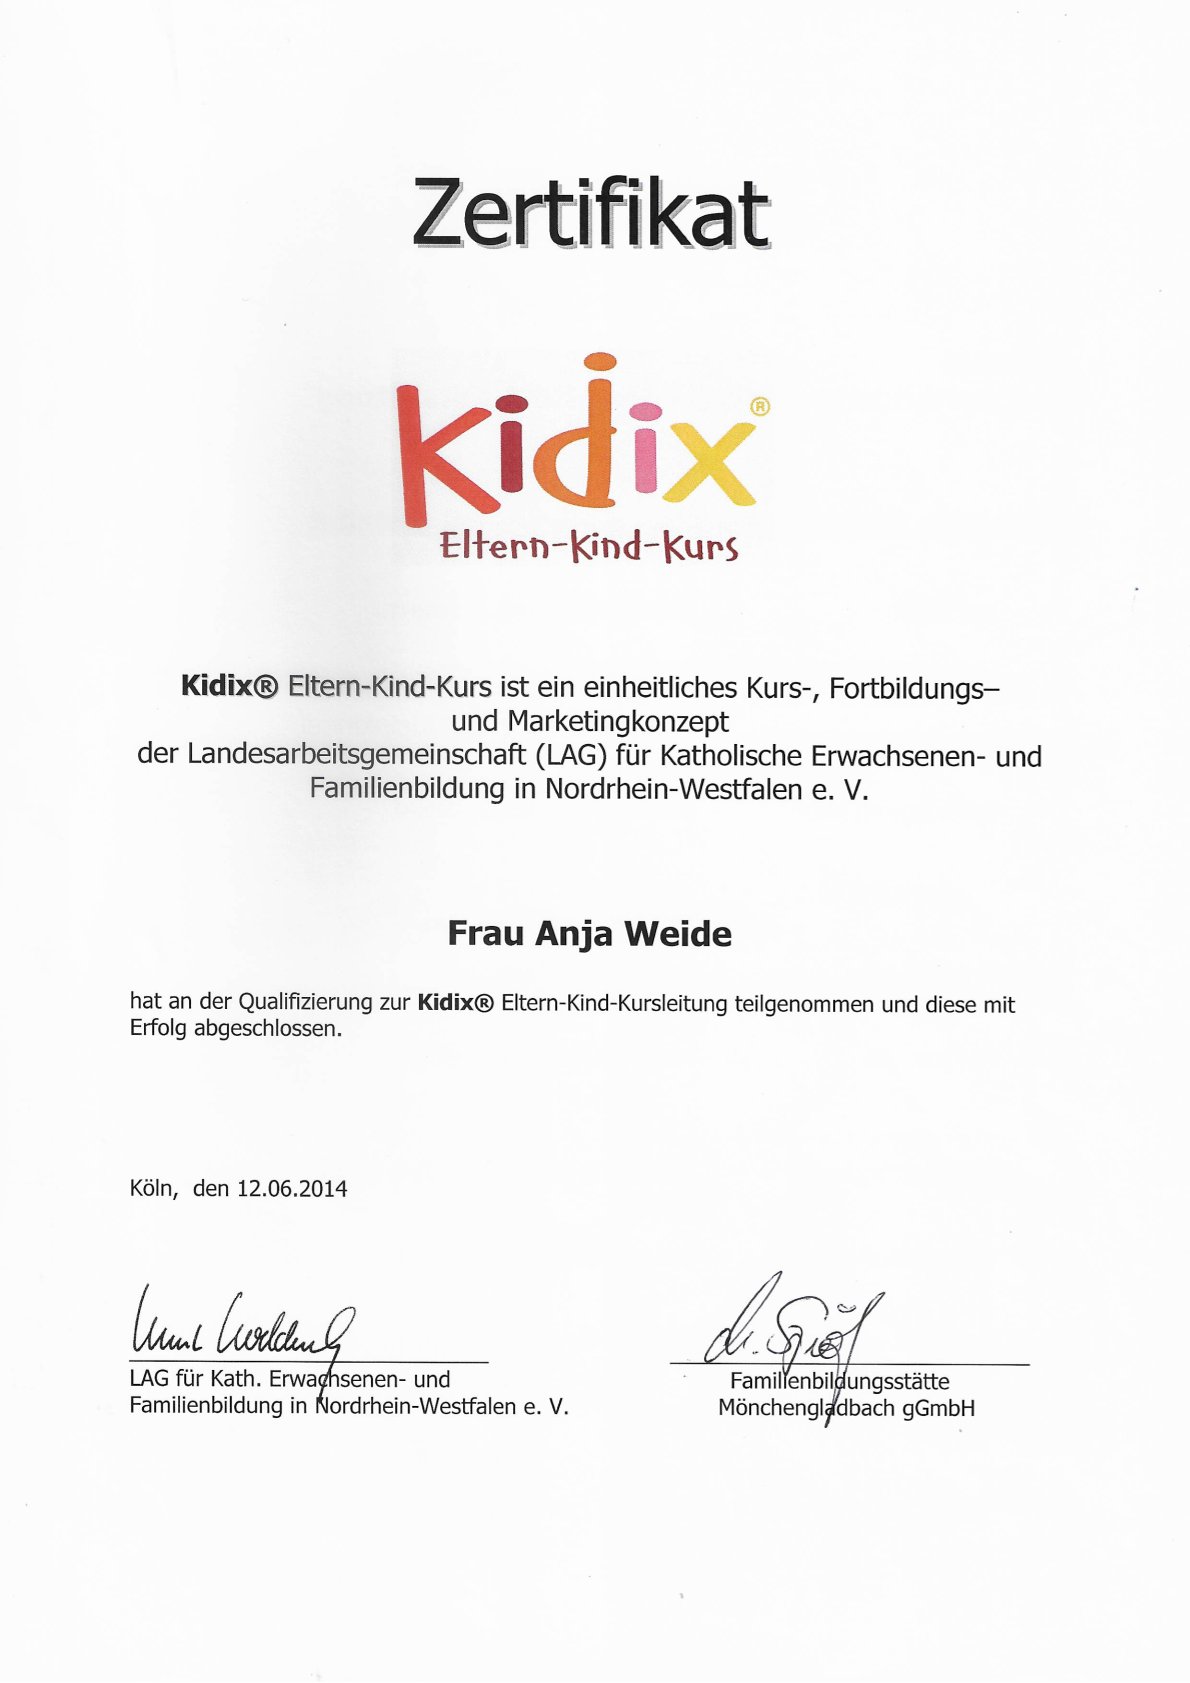 Zertifikat
Kidix®
Eltern-Kind-Kurs
Kidix® Eltern-Kind-Kurs ist ein einheitliches Kurs-, Fortbildungs–
und Marketingkonzept
der Landesarbeitsgemeinschaft (LAG) für Katholische Erwachsenen- und
Familienbildung in Nordrhein-Westfalen e. V.
Frau Anja Weide
hat an der Qualifizierung zur Kidix® Eltern-Kind-Kursleitung teilgenommen und diese mit
Erfolg abgeschlossen.
Köln,  den 12.06.2014
LAG für Kath. Erwachsenen- und
Familienbildung in Nordrhein-Westfalen e. V.
Familienbildungsstätte
Mönchengladbach gGmbH